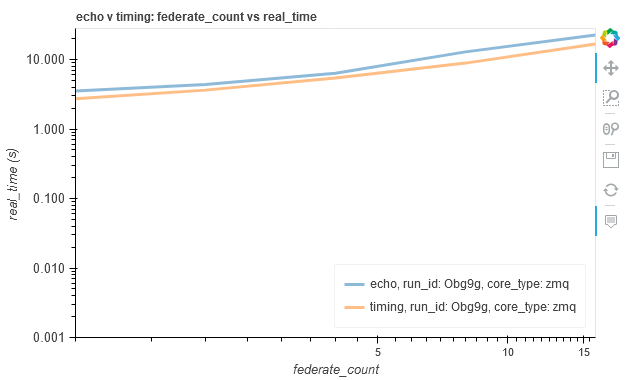 echo v timing: federate_count vs real_time
10.000
1.000
0.100
0.010
0.001
real_time (s)
echo, run_id: Obg9g, core_type: zmq
timing, run_id: Obg9g, core_type: zmq
5
10
15
federate_count